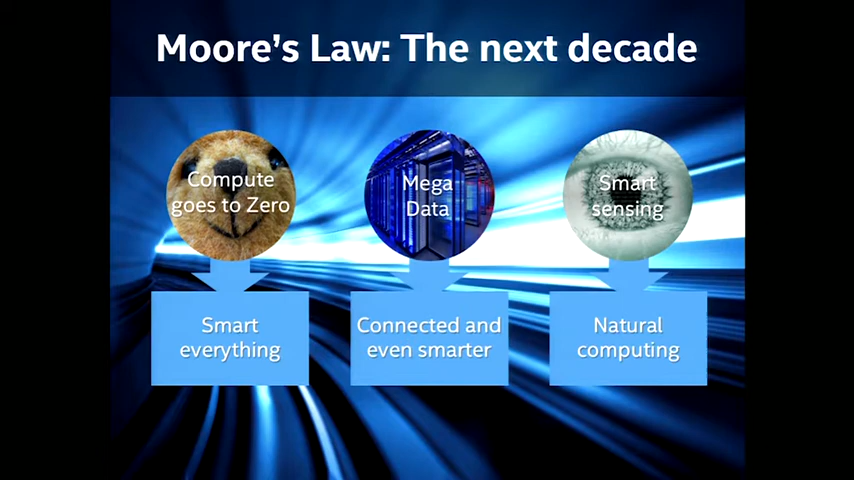 Moore's Law: The next decade
Compute
goes to Zero
Mega
Data
Smart
sensing
Smart
everything
Connected and
even smarter
Natural
computing